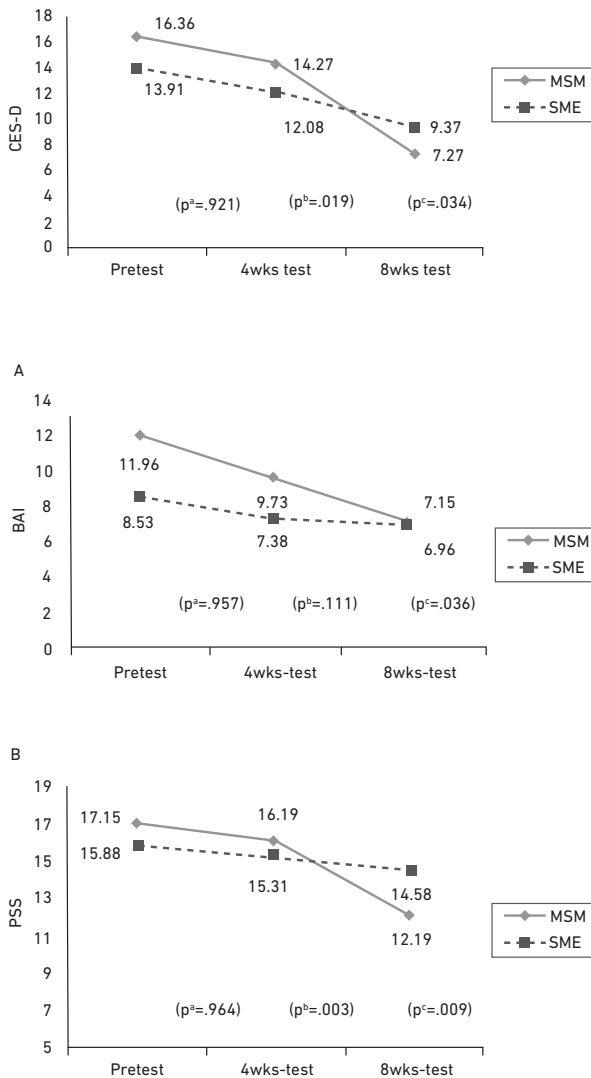 18
16
14
12
10
8
6
4
2
0
CES-D
16.36
14.27
13.91
12.08
9.37
7.27
(pᵃ=.921) (pᵇ=.019) (pᶜ=.034)
Pretest 4wks test 8wks test
MSM
SME
A
14
12
10
8
6
4
2
0
BAI
11.96
9.73
7.15
8.53
7.38
6.96
(pᵃ=.957) (pᵇ=.111) (pᶜ=.036)
Pretest 4wks-test 8wks-test
MSM
SME
B
19
17
15
13
11
9
7
5
PSS
17.15
16.19
15.88
15.31
14.58
12.19
(pᵃ=.964) (pᵇ=.003) (pᶜ=.009)
Pretest 4wks-test 8wks-test
MSM
SME